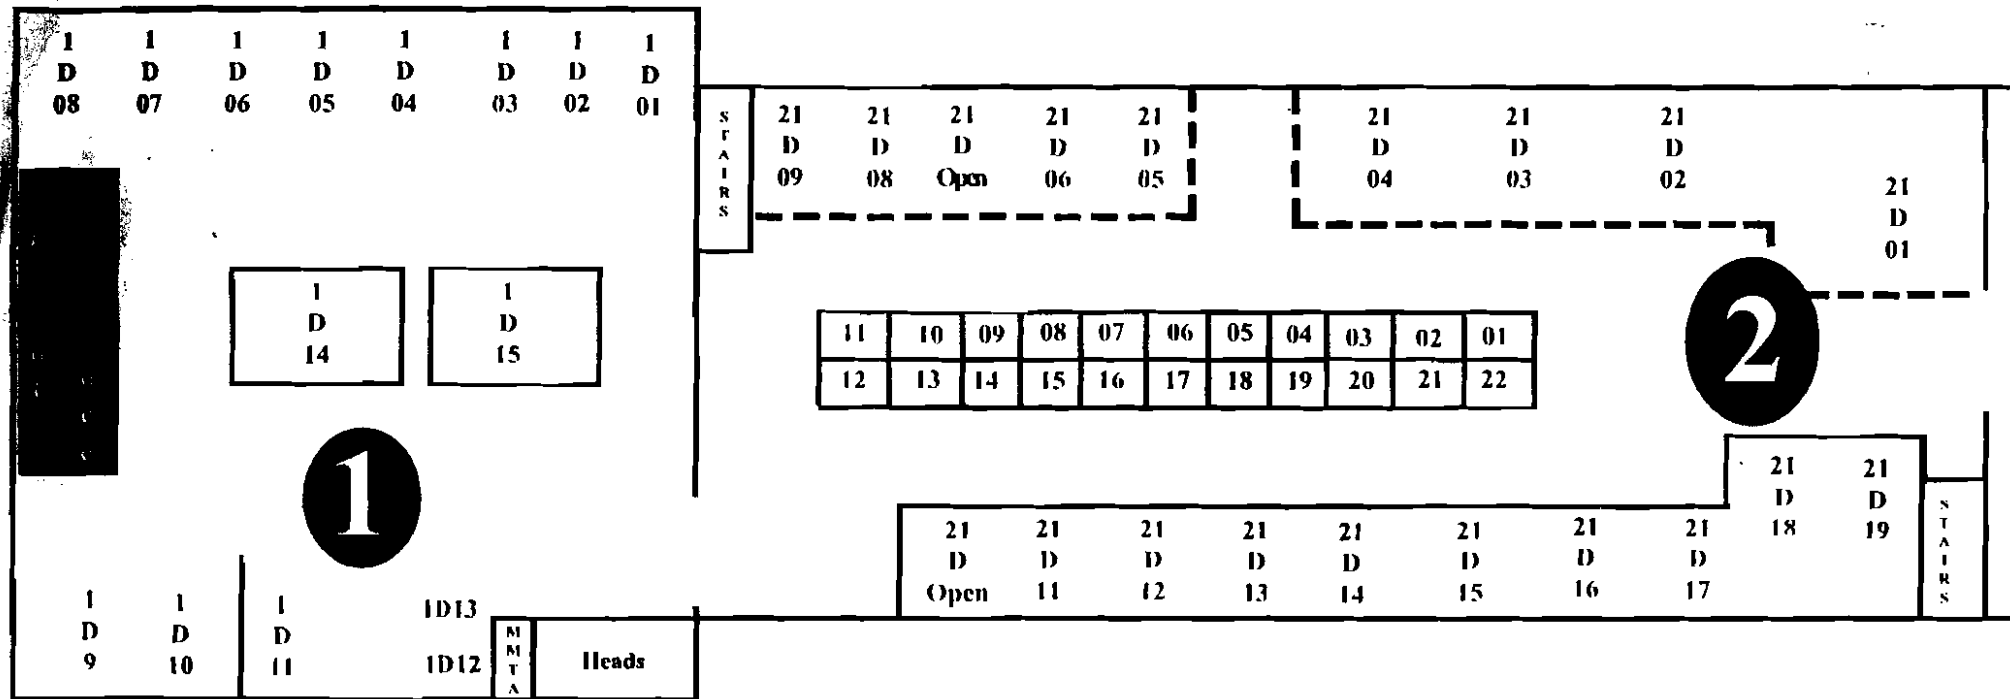 1 1 1 1 1 1 1 1
D D D D D D D D
08 07 06 05 04 03 02 01
STAIRS
21 21 21 21 21
D D D D D
09 08 Open 06 05
21 21 21
D D D
04 03 02
21
D
01
1
D
14
1
D
15
11 10 09 08 07 06 05 04 03 02 01
12 13 14 15 16 17 18 19 20 21 22
1
2
21 21
D D
18 19
STAIRS
21 21 21 21 21 21 21 21
D D D D D D D D
Open 11 12 13 14 15 16 17
1 1 1
D D D
9 10 11
1D13
1D12
MMTA
Heads